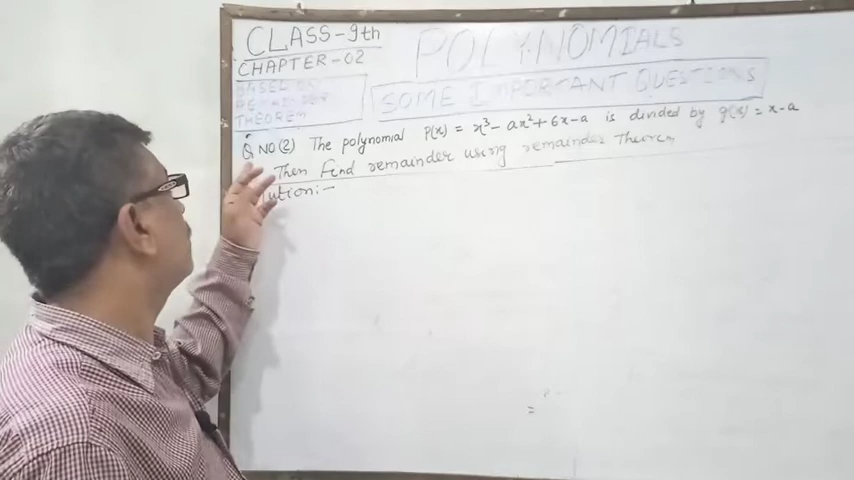 CLASS-9th
CHAPTER-02
POLYNOMIALS
BASED ON
REMAINDER
THEOREM
SOME IMPORTANT QUESTIONS
Q NO (2) The polynomial P(x) = x³ - ax² + 6x - a is divided by g(x) = x-a
Then Find remainder using remainder Theorem
ution:-
=